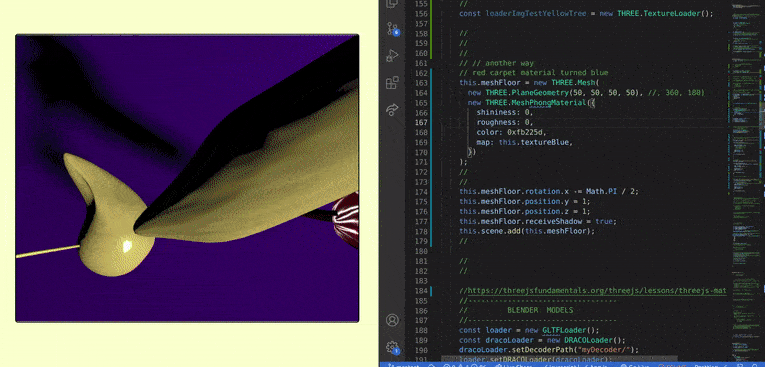 155 //
156 const loaderImgTestYellowTree = new THREE.TextureLoader();
157
158 //
159 //
160 //
161 // // another way
162 // red carpet material turned blue
163 this.meshFloor = new THREE.Mesh(
164 new THREE.PlaneGeometry(50, 50, 50, 50), //, 360, 180)
165 new THREE.MeshPhongMaterial({
166 shininess: 0,
167 roughness: 0,
168 color: 0xfb225d,
169 map: this.textureBlue,
170 })
171 );
172 //
173 //
174 this.meshFloor.rotation.x -= Math.PI / 2;
175 this.meshFloor.position.y = 1;
176 this.meshFloor.position.z = 1;
177 this.meshFloor.receiveShadow = true;
178 this.scene.add(this.meshFloor);
179 //
180
181 //
182 //
183
184 //https://threejsfundamentals.org/threejs/lessons/threejs-mat
185 //---------------------------------
186 // BLENDER MODELS
187 //---------------------------------
188 const loader = new GLTFLoader();
189 const dracoLoader = new DRACOLoader();
190 dracoLoader.setDecoderPath("myDecoder/");
191 loader.setDRACOLoader(dracoLoader);